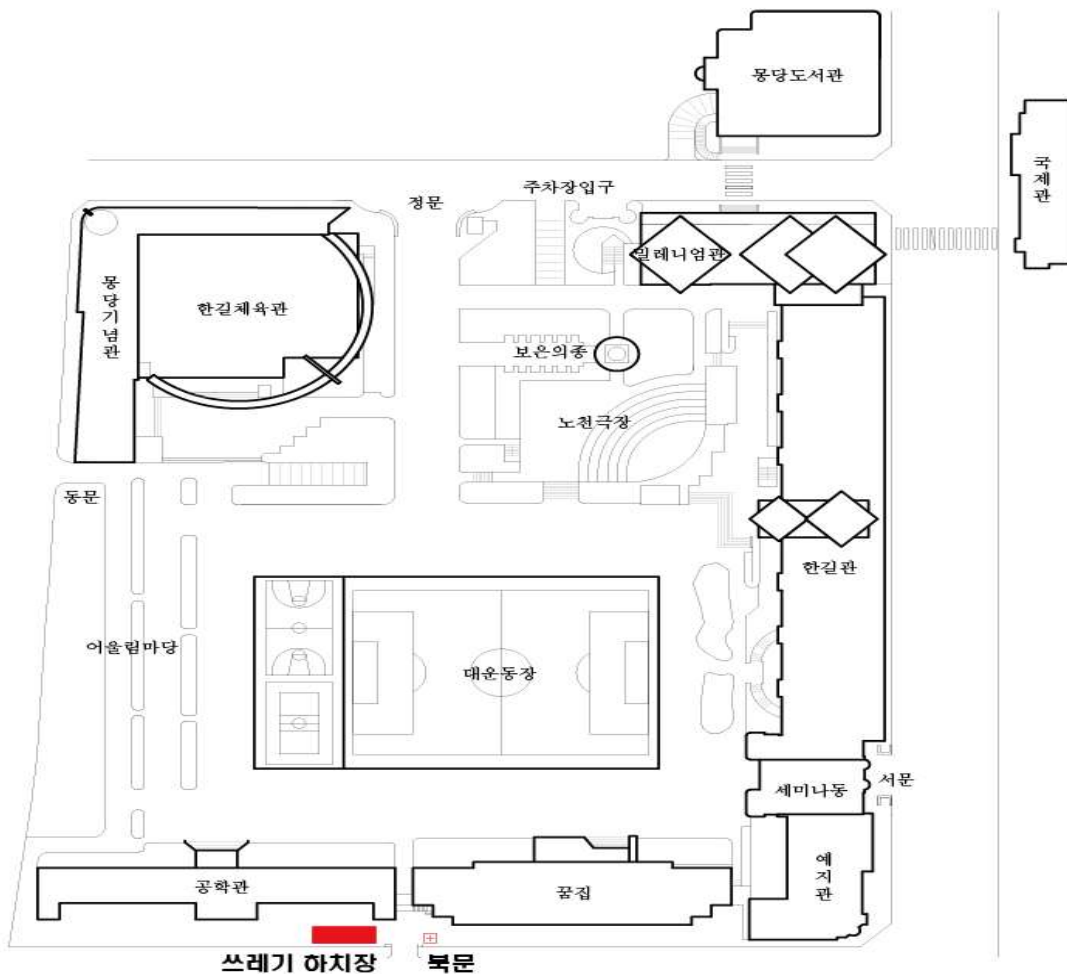 몽당도서관
국제관
주차장입구
정문
밀레니엄관
몽당기념관
한길체육관
보은의종
노천극장
동문
한길관
어울림마당
대운동장
세미나동
서문
공학관
꿈집
예지관
쓰레기 하치장
북문